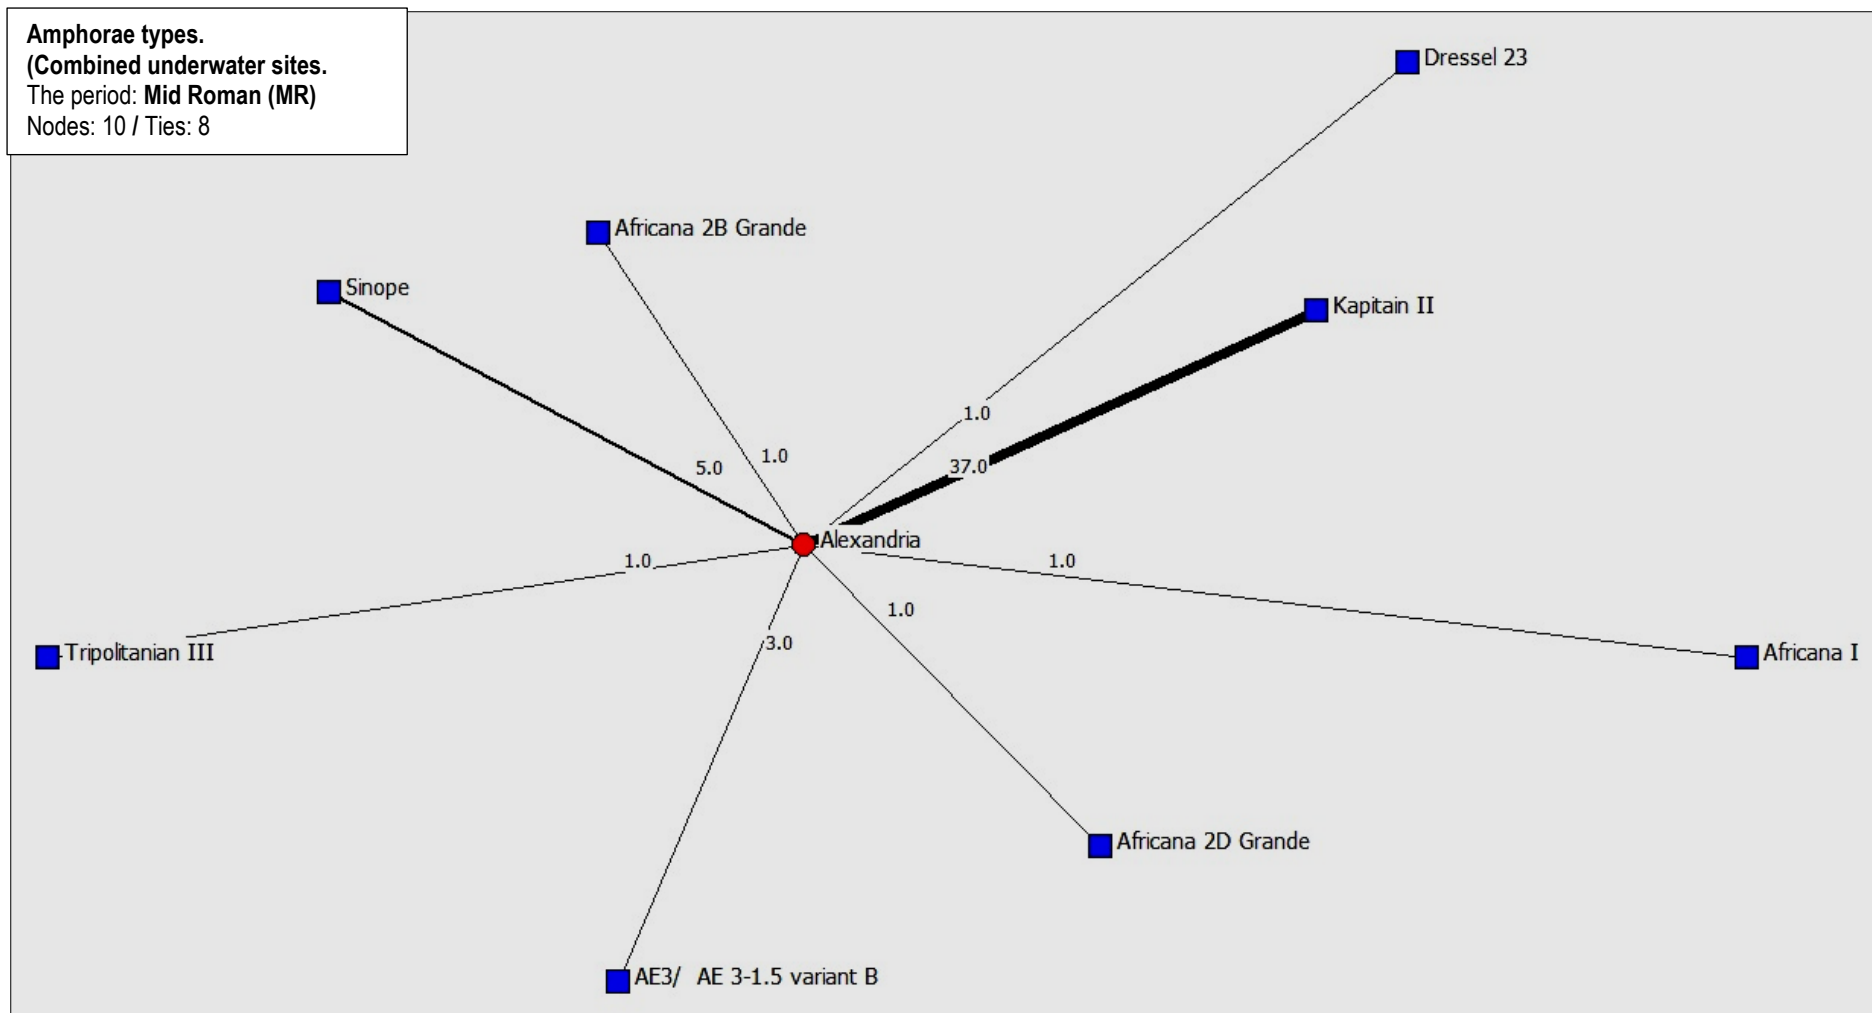 Amphorae types.
(Combined underwater sites.
The period: Mid Roman (MR)
Nodes: 10 / Ties: 8
Dressel 23
Africana 2B Grande
Sinope
Kapitain II
1.0
5.0
1.0
37.0
Alexandria
1.0
1.0
1.0
3.0
Tripolitanian III
Africana I
Africana 2D Grande
AE3/  AE 3-1.5 variant B